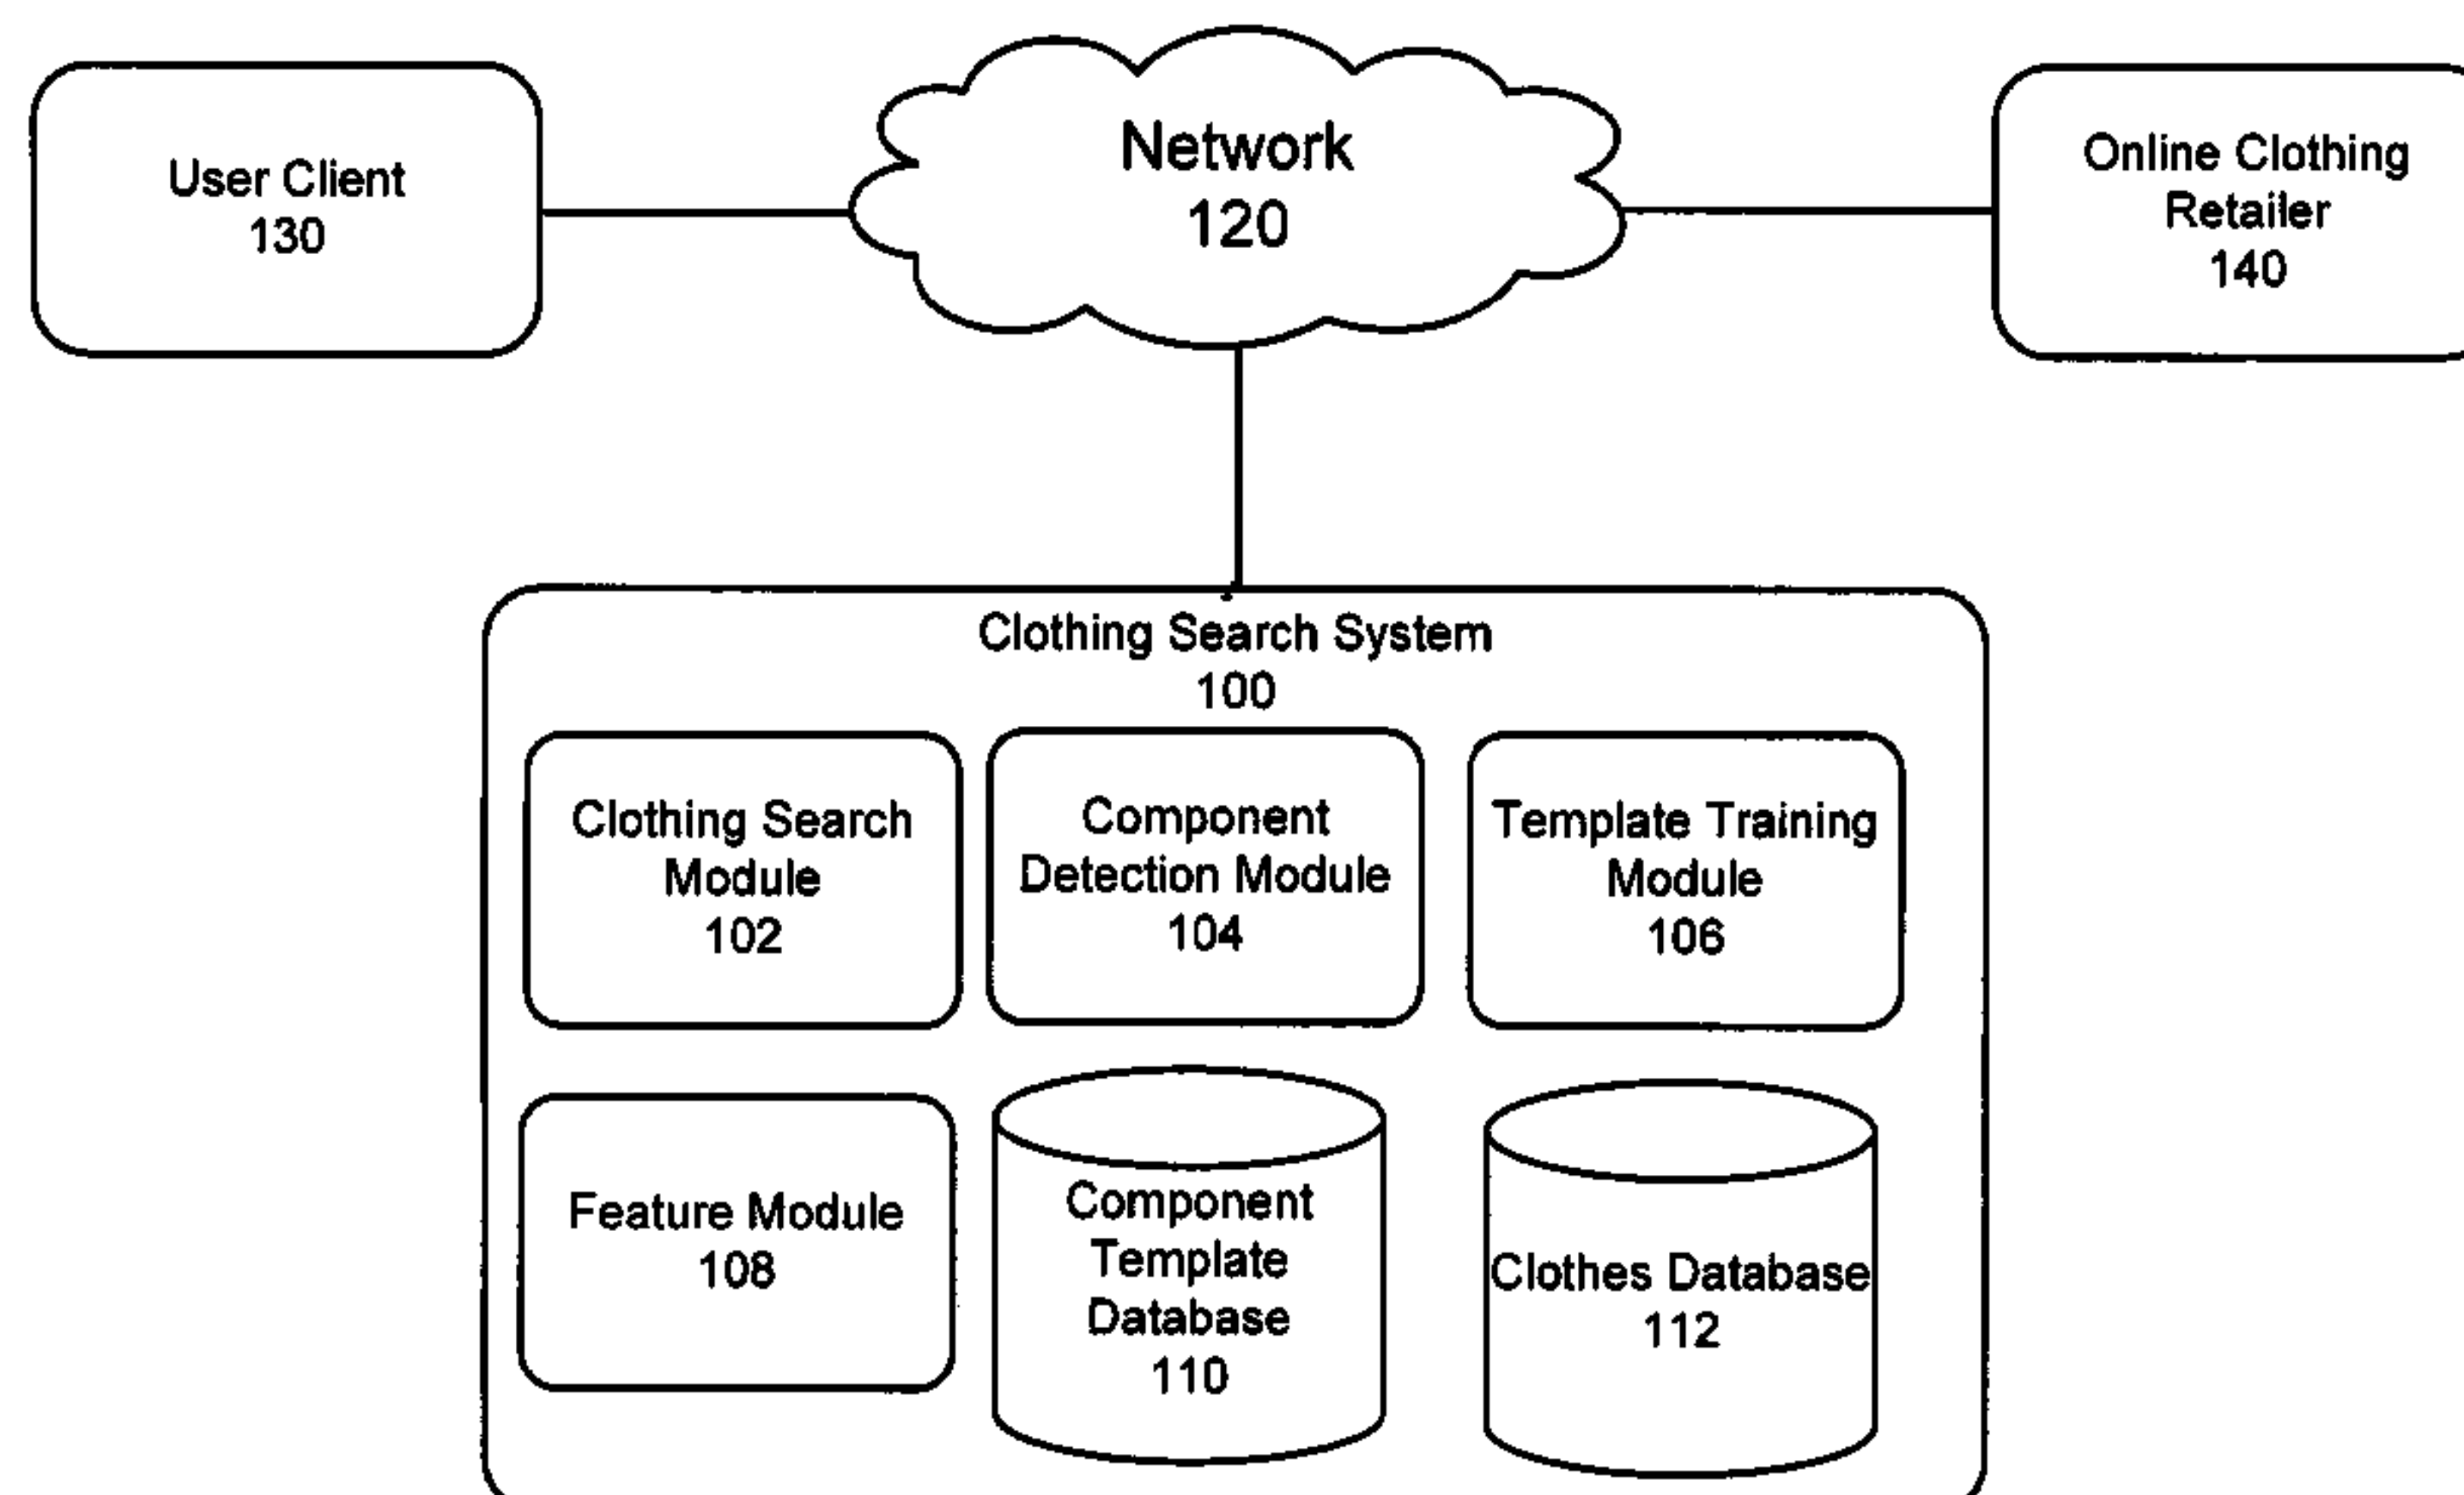 User Client
130
Network
120
Online Clothing
Retailer
140
Clothing Search System
100
Clothing Search
Module
102
Component
Detection Module
104
Template Training
Module
106
Feature Module
108
Component
Template
Database
110
Clothes Database
112